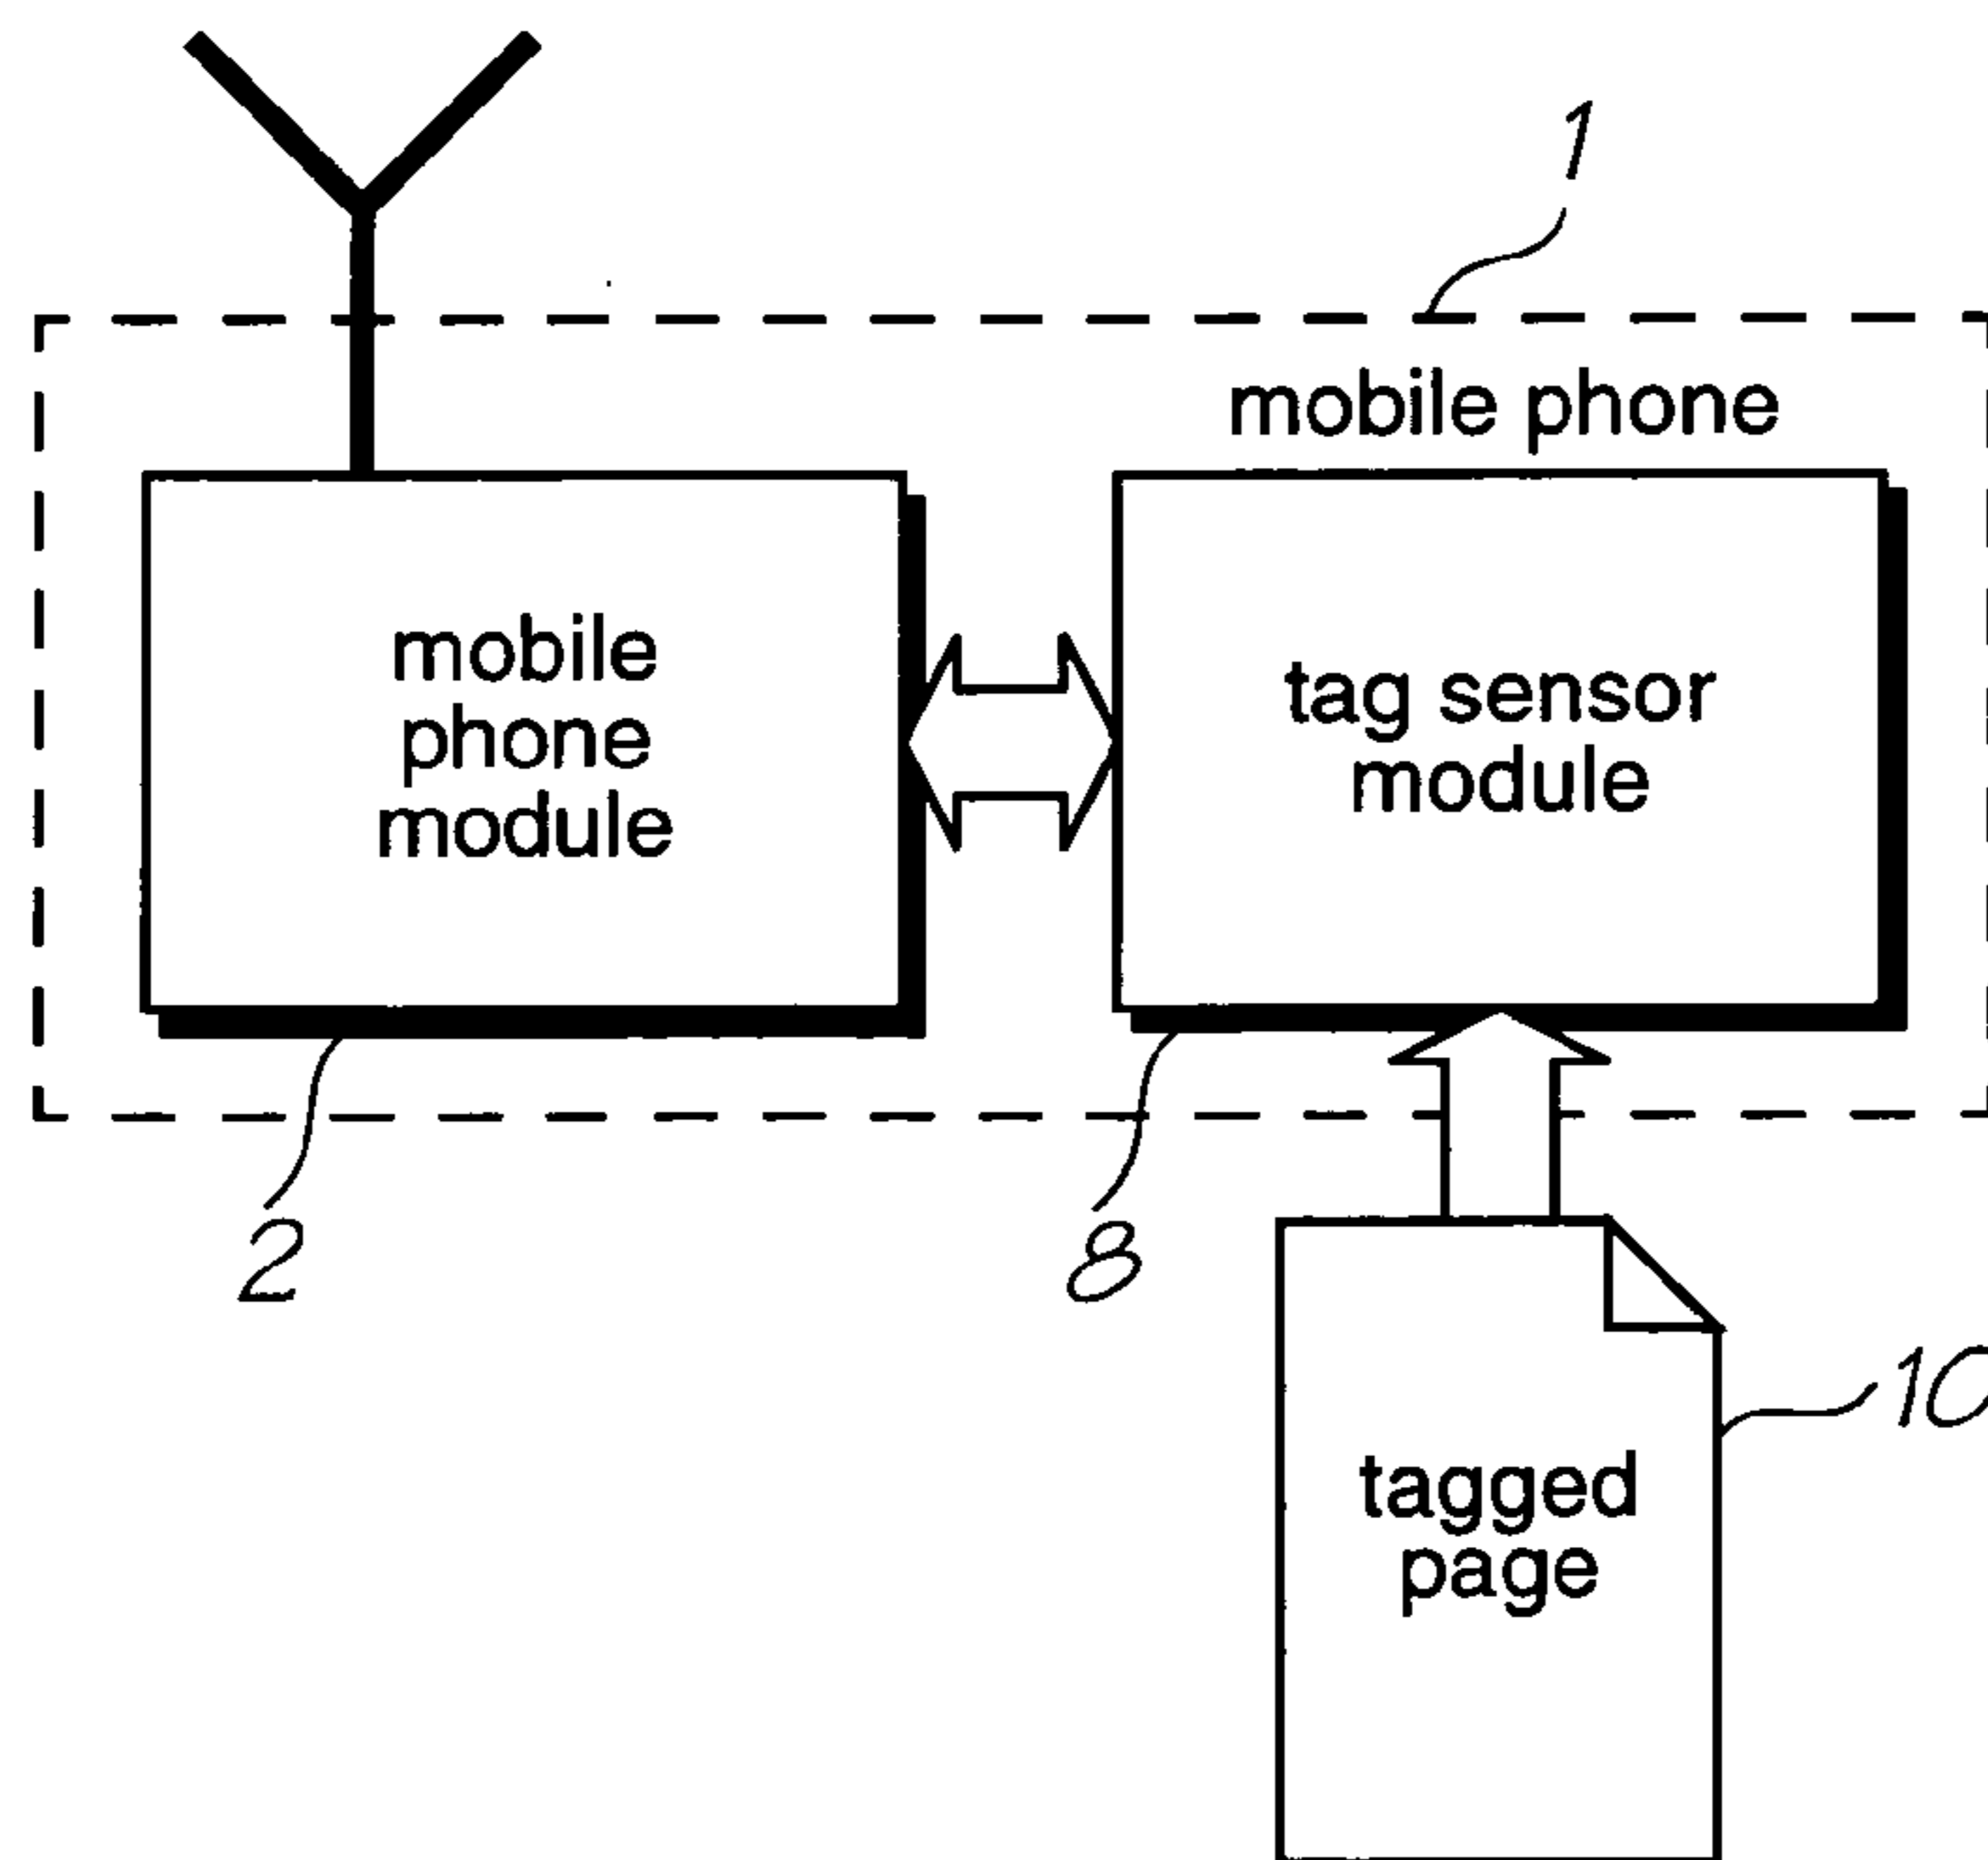 1
mobile phone
mobile
phone
module
tag sensor
module
2
8
10
tagged
page